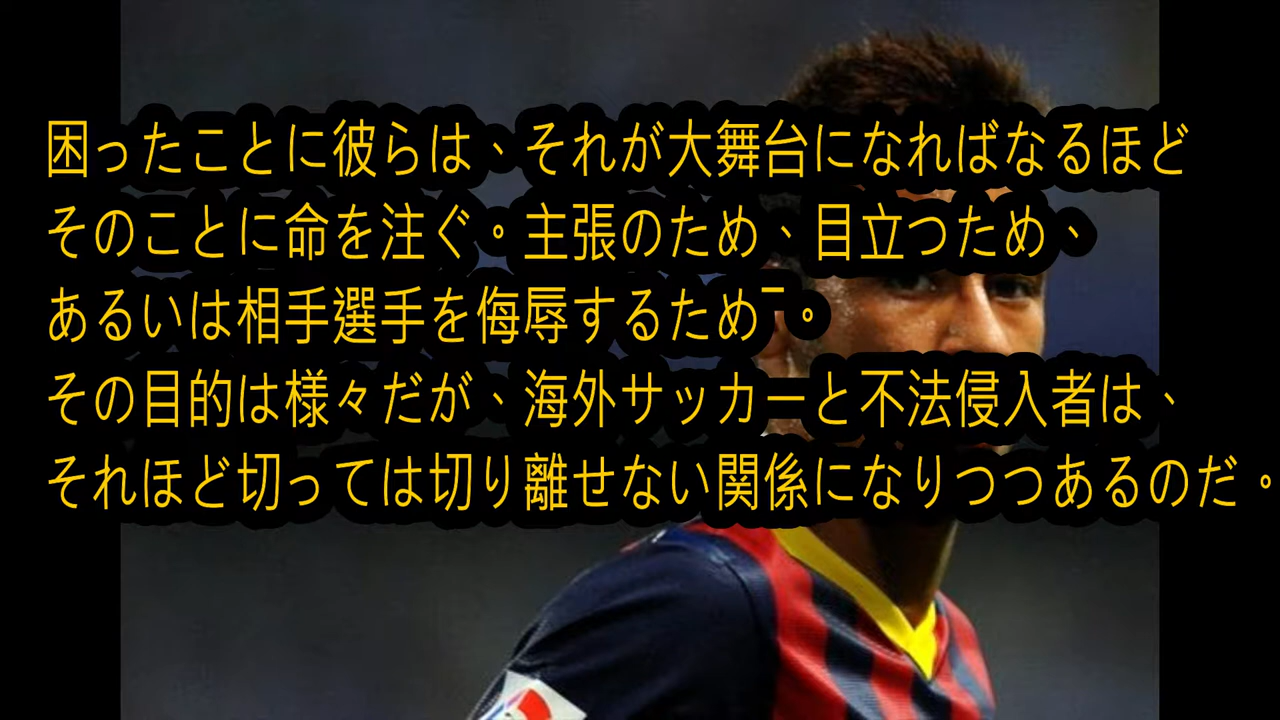 困ったことに彼らは、それが大舞台になればなるほど
そのことに命を注ぐ。主張のため、目立つため、
あるいは相手選手を侮辱するため ̄。
その目的は様々だが、海外サッカーと不法侵入者は、
それほど切っては切り離せない関係になりつつあるのだ。